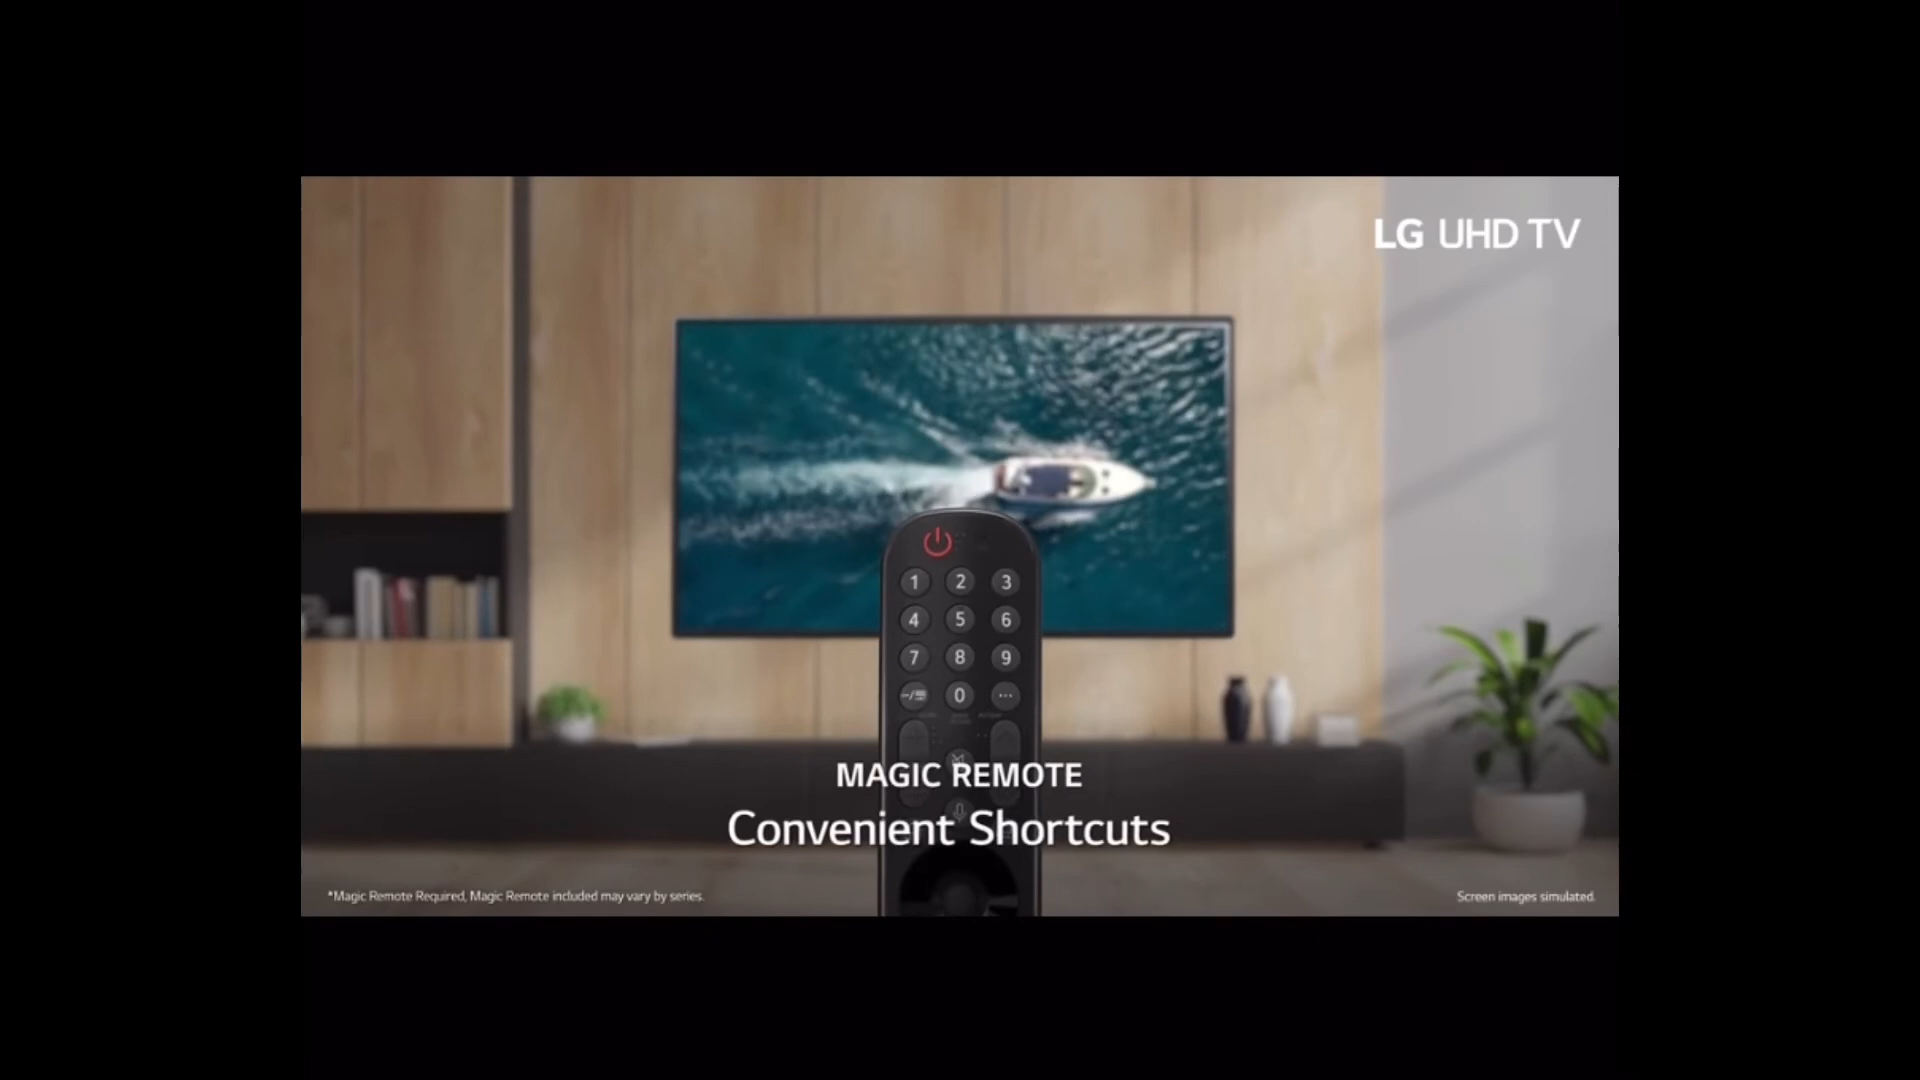 LG UHD TV
1 2 3
4 5 6
7 8 9
0
MAGIC REMOTE
Convenient Shortcuts
*Magic Remote Required, Magic Remote included may vary by series.
Screen images simulated.